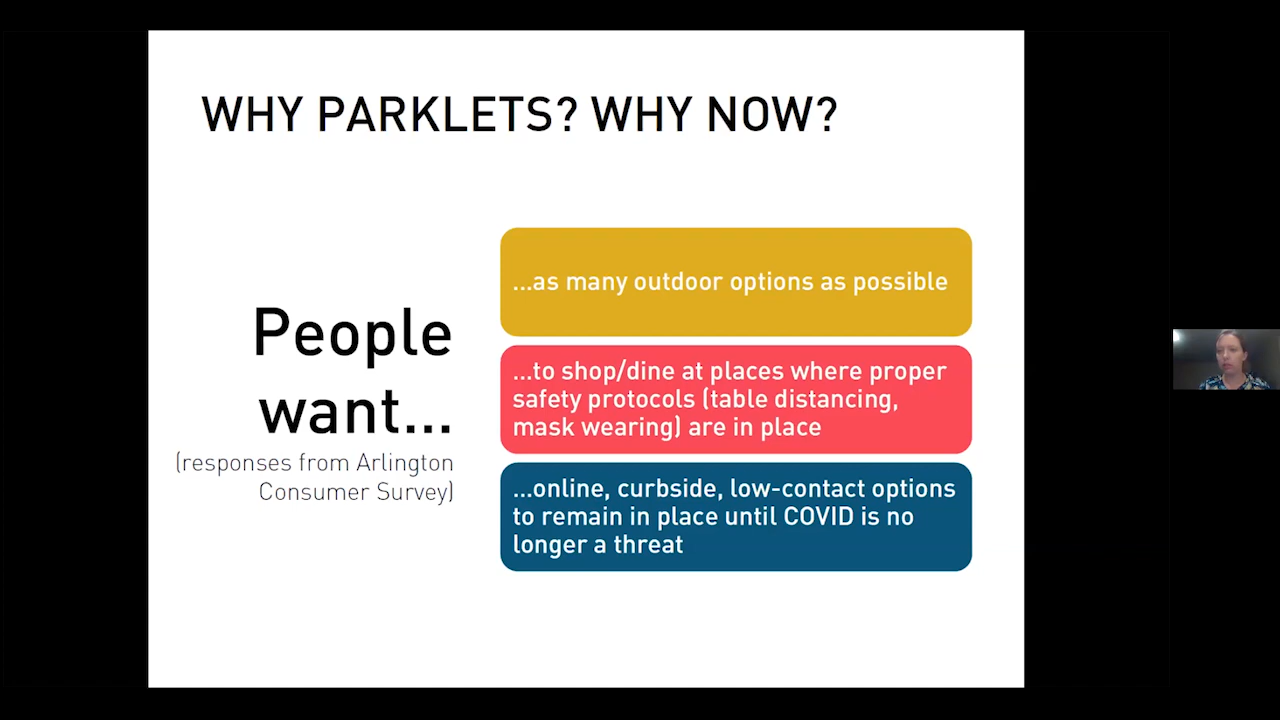 WHY PARKLETS? WHY NOW?
People
want...
(responses from Arlington
Consumer Survey)
...as many outdoor options as possible
...to shop/dine at places where proper
safety protocols (table distancing,
mask wearing) are in place
...online, curbside, low-contact options
to remain in place until COVID is no
longer a threat